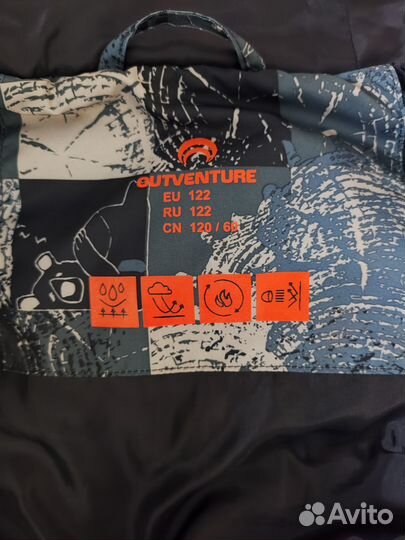 OUTVENTURE
EU 122
RU 122
CN 120 / 60
Avito